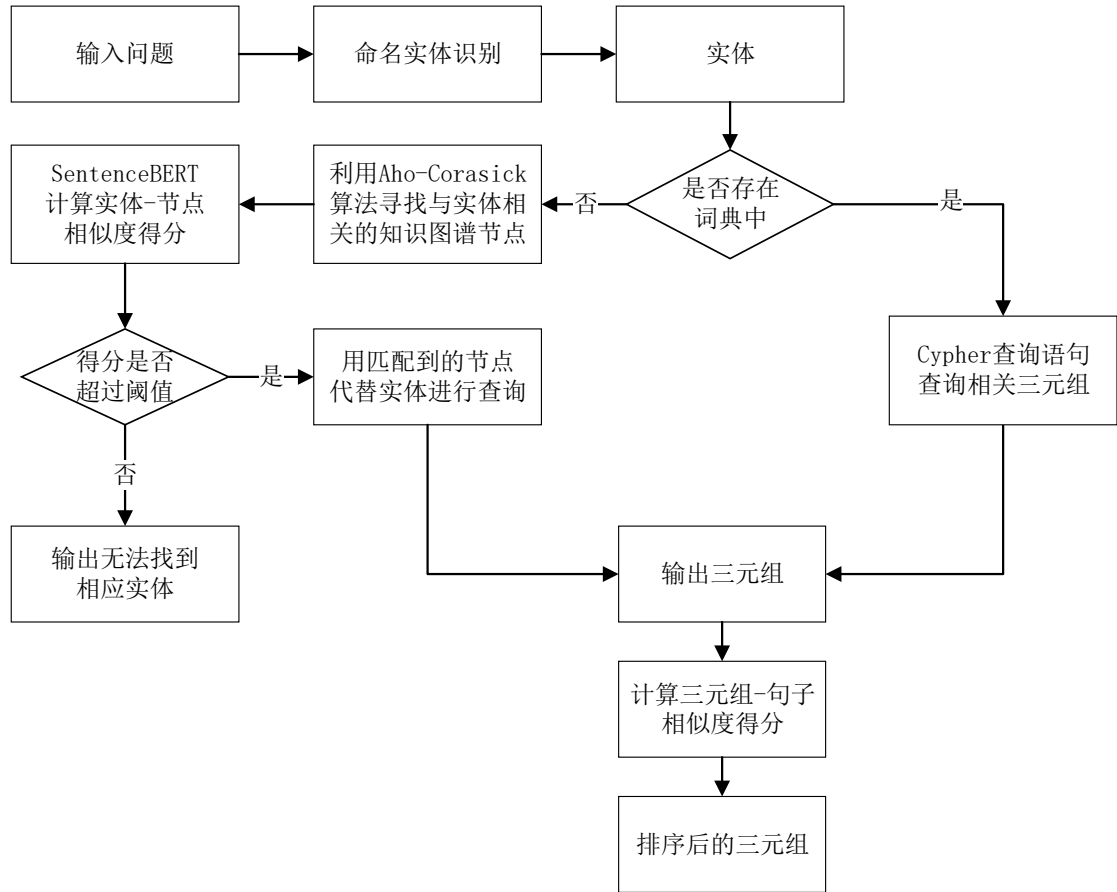 输入问题
命名实体识别
实体
SentenceBERT
计算实体-节点
相似度得分
利用Aho-Corasick
算法寻找与实体相
关的知识图谱节点
否
是否存在
词典中
是
得分是否
超过阈值
是
用匹配到的节点
代替实体进行查询
Cypher查询语句
查询相关三元组
否
输出无法找到
相应实体
输出三元组
计算三元组-句子
相似度得分
排序后的三元组